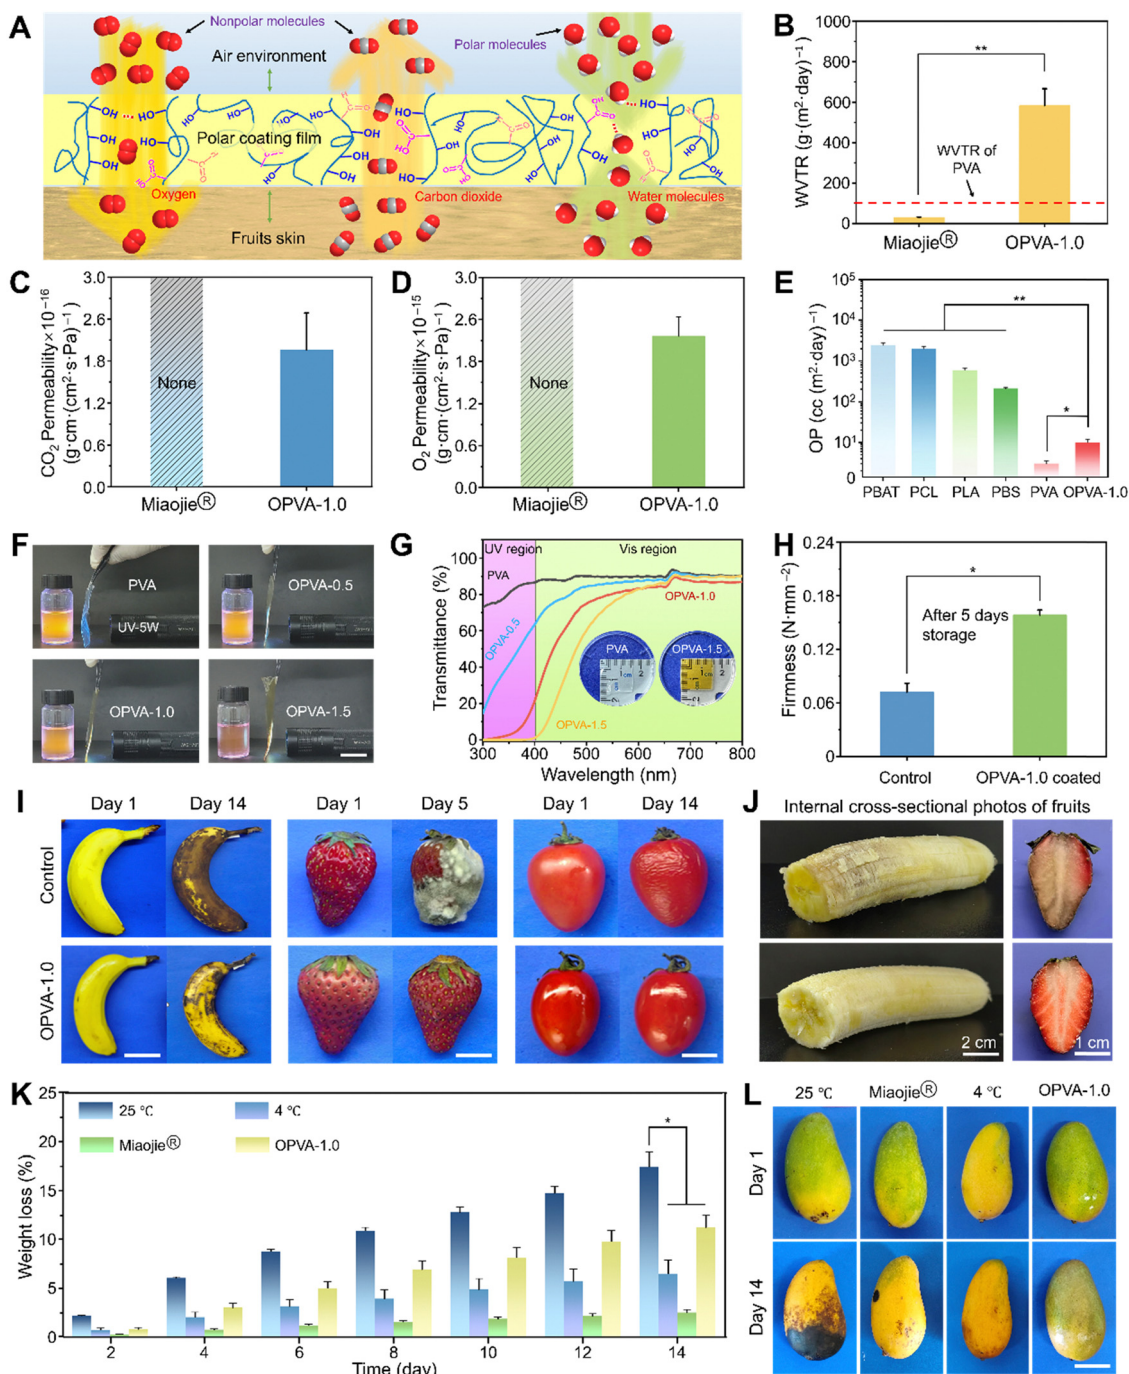 A
Nonpolar molecules
Polar molecules
Air environment
Polar coating film
Oxygen
Carbon dioxide
Water molecules
Fruits skin
B
WVTR (g·(m²·day)⁻¹
1000
800
600
400
200
100
0
**
WVTR of
PVA
Miaojie®
OPVA-1.0
C
CO₂ Permeability×10⁻¹⁶
(g·cm·(cm²·s·Pa)⁻¹
3.0
2.6
1.8
1.2
0.6
0.0
None
Miaojie®
OPVA-1.0
D
O₂ Permeability×10⁻¹⁵
(g·cm·(cm²·s·Pa)⁻¹
3.0
2.6
1.8
1.2
0.6
0.0
None
Miaojie®
OPVA-1.0
E
OP (cc (m²·day)⁻¹
10⁵
10⁴
10³
10²
10¹
0
**
*
PBAT
PCL
PLA
PBS
PVA
OPVA-1.0
F
PVA
UV-5W
OPVA-0.5
OPVA-1.0
OPVA-1.5
G
Transmittance (%)
100
80
60
40
20
0
UV region
Vis region
PVA
OPVA-0.5
OPVA-1.0
OPVA-1.5
PVA
OPVA-1.5
300
400
500
600
700
800
Wavelength (nm)
H
Firmness (N·mm⁻²)
0.24
0.18
0.12
0.06
0
*
After 5 days
storage
Control
OPVA-1.0 coated
I
Day 1
Day 14
Day 1
Day 5
Day 1
Day 14
Control
OPVA-1.0
J
Internal cross-sectional photos of fruits
2 cm
1 cm
K
Weight loss (%)
25
20
15
10
5
0
25 °C
4 °C
Miaojie®
OPVA-1.0
*
2
4
6
8
10
12
14
Time (day)
L
25 °C
Miaojie®
4 °C
OPVA-1.0
Day 1
Day 14